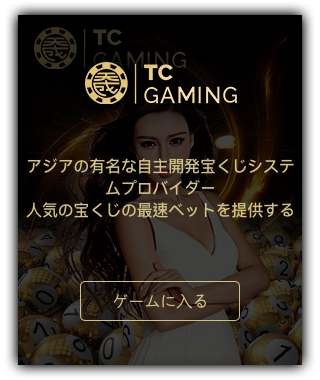 TC
GAMING
TC
GAMING
アジアの有名な自主開発宝くじシステ
ムプロバイダー
人気の宝くじの最速ベットを提供する
ゲームに入る